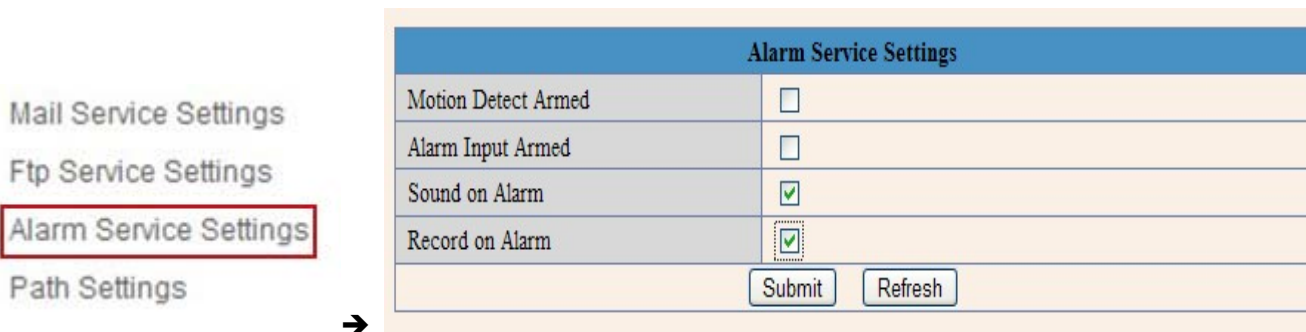 Mail Service Settings
Ftp Service Settings
Alarm Service Settings
Path Settings
➔
Alarm Service Settings
Motion Detect Armed
Alarm Input Armed
Sound on Alarm
Record on Alarm
Submit Refresh